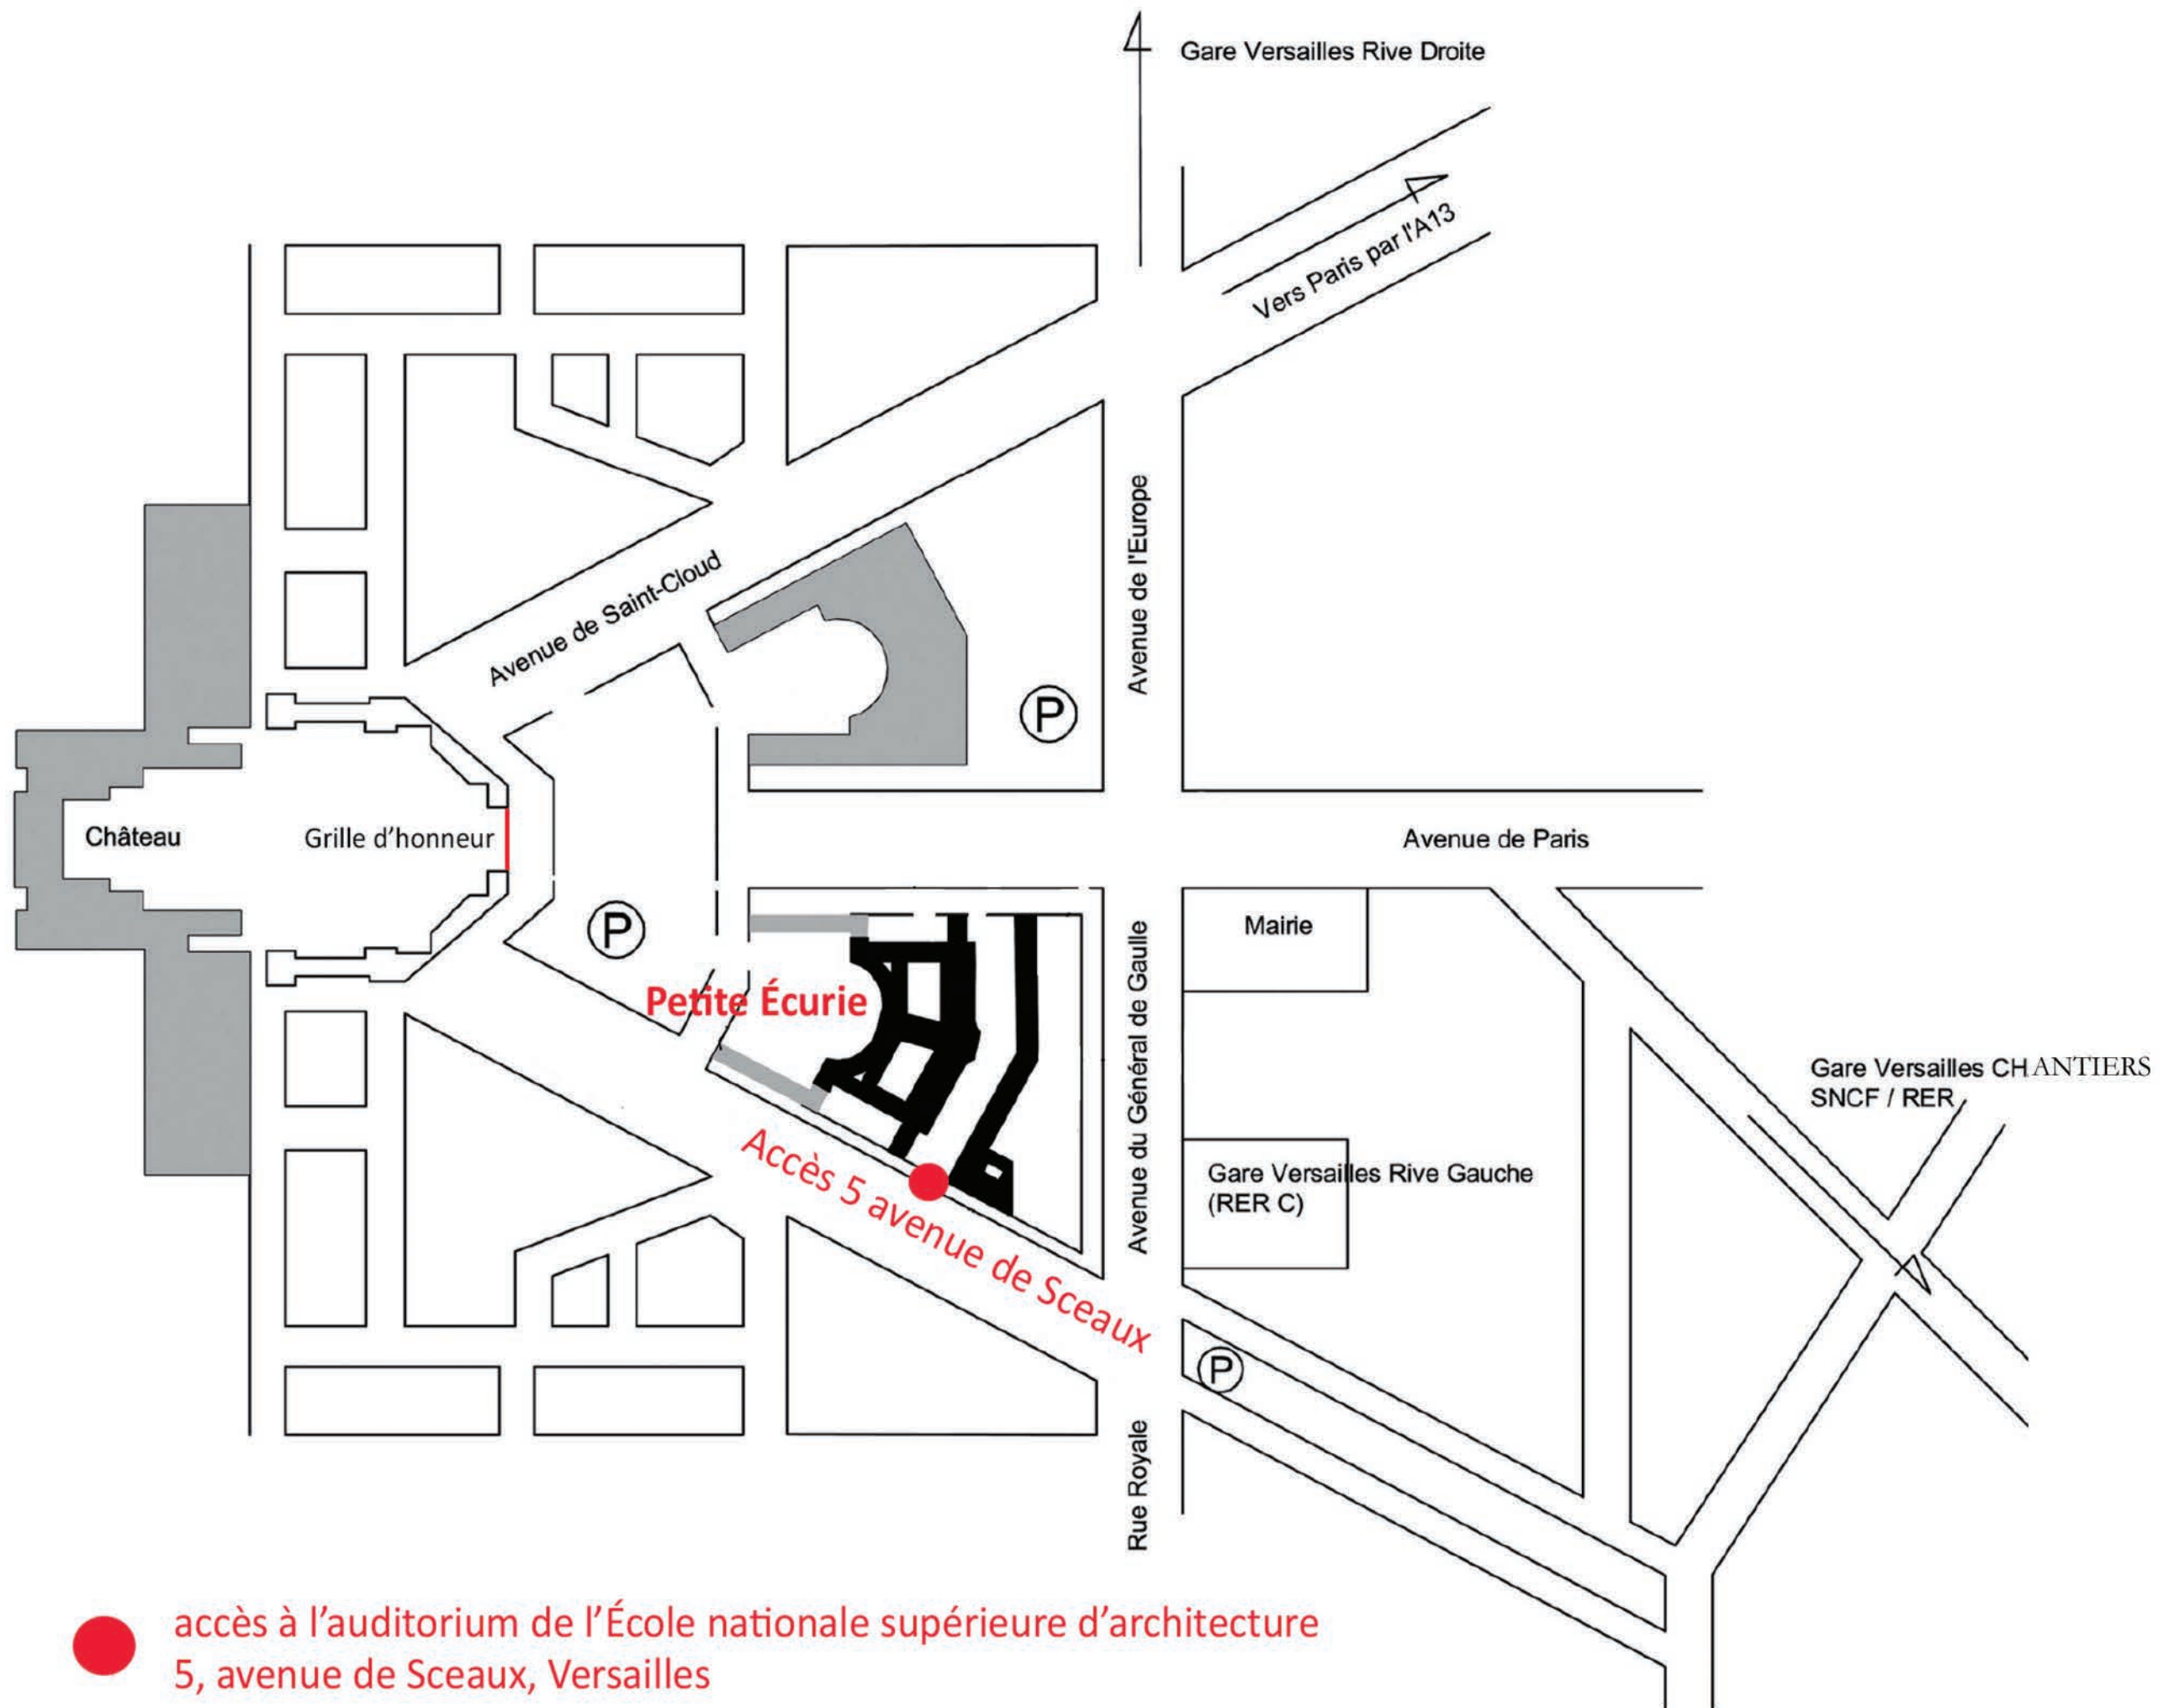 Gare Versailles Rive Droite
Vers Paris par l'A13
Avenue de Saint-Cloud
Avenue de l'Europe
P
Château
Grille d’honneur
Avenue de Paris
P
Mairie
Petite Écurie
Avenue du Général de Gaulle
Gare Versailles CHANTIERS
SNCF / RER
Accès 5 avenue de Sceaux
Gare Versailles Rive Gauche
(RER C)
P
Rue Royale
accès à l’auditorium de l’École nationale supérieure d’architecture
5, avenue de Sceaux, Versailles